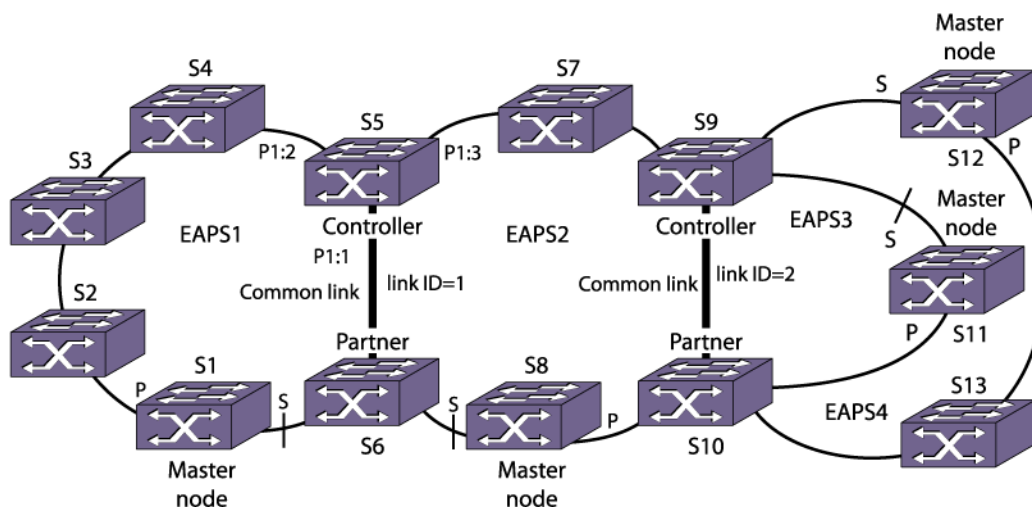 Master
node
S4
S7
S
S5
S9
P1:2
P1:3
S12
P
S3
Master
node
EAPS1
Controller
EAPS2
Controller
EAPS3
S
P1:1
S2
Common link
link ID=1
Common link
link ID=2
P
S11
Partner
Partner
S1
S8
S13
P
S
S
P
EAPS4
S6
S10
Master
node
Master
node